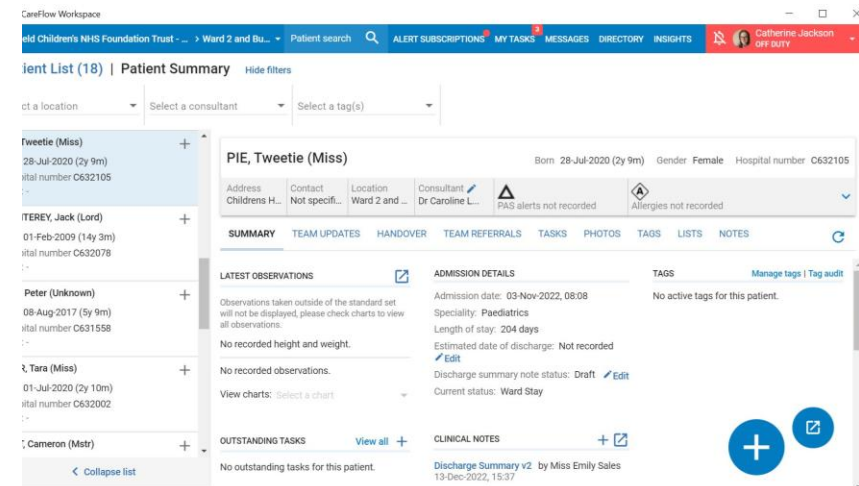 CareFlow Workspace
eld Children's NHS Foundation Trust - ... > Ward 2 and Bu... Patient search ALERT SUBSCRIPTIONS MY TASKS 3 MESSAGES DIRECTORY INSIGHTS Catherine Jackson
OFF DUTY
ient List (18) | Patient Summary Hide filters
ct a location Select a consultant Select a tag(s)
Tweetie (Miss)
28-Jul-2020 (2y 9m)
pital number C632105
: -
NTEREY, Jack (Lord)
01-Feb-2009 (14y 3m)
pital number C632078
: -
Peter (Unknown)
08-Aug-2017 (5y 9m)
pital number C631558
: -
R, Tara (Miss)
01-Jul-2020 (2y 10m)
pital number C632002
: -
, Cameron (Mstr)
Collapse list
PIE, Tweetie (Miss) Born 28-Jul-2020 (2y 9m) Gender Female Hospital number C632105
Address Contact Location Consultant
Childrens H... Not specifi... Ward 2 and ... Dr Caroline L... PAS alerts not recorded A Allergies not recorded
SUMMARY TEAM UPDATES HANDOVER TEAM REFERRALS TASKS PHOTOS TAGS LISTS NOTES
LATEST OBSERVATIONS
Observations taken outside of the standard set
will not be displayed, please check charts to view
all observations.
No recorded height and weight.
No recorded observations.
View charts: Select a chart
OUTSTANDING TASKS View all +
No outstanding tasks for this patient.
ADMISSION DETAILS
Admission date: 03-Nov-2022, 08:08
Speciality: Paediatrics
Length of stay: 204 days
Estimated date of discharge: Not recorded
Edit
Discharge summary note status: Draft Edit
Current status: Ward Stay
CLINICAL NOTES +
Discharge Summary v2 by Miss Emily Sales
13-Dec-2022, 15:37
TAGS Manage tags | Tag audit
No active tags for this patient.